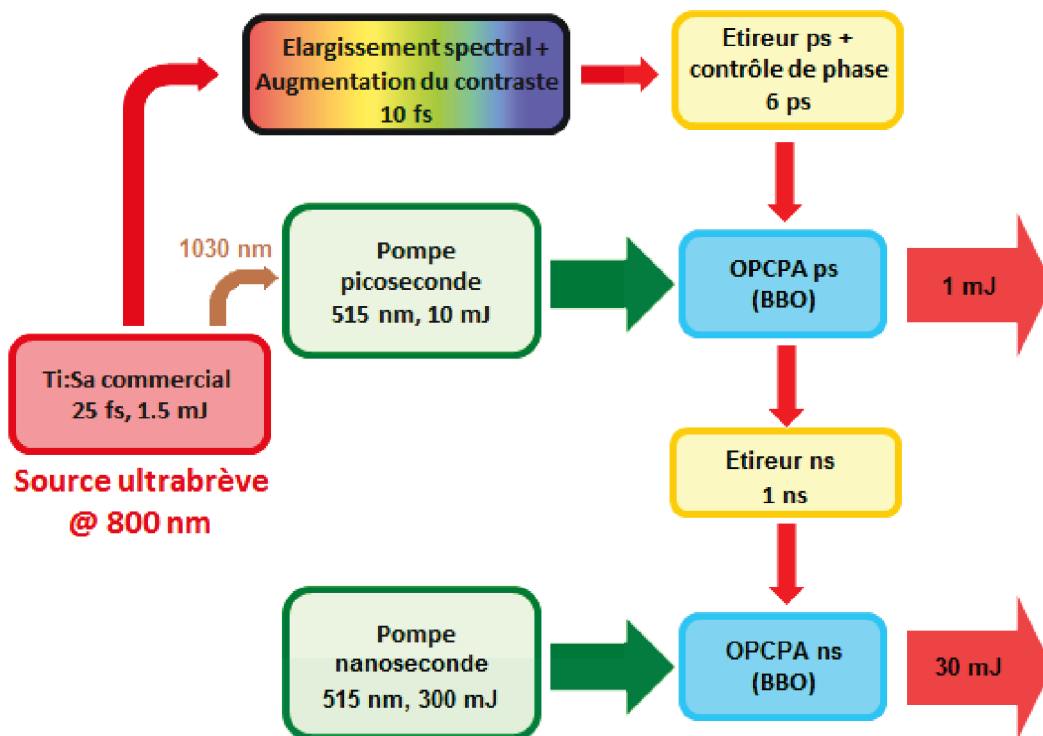 Elargissement spectral +
Augmentation du contraste
10 fs
Etireur ps +
contrôle de phase
6 ps
1030 nm
Pompe
picoseconde
515 nm, 10 mJ
OPCPA ps
(BBO)
1 mJ
Ti:Sa commercial
25 fs, 1.5 mJ
Source ultrabrève
@ 800 nm
Etireur ns
1 ns
Pompe
nanoseconde
515 nm, 300 mJ
OPCPA ns
(BBO)
30 mJ